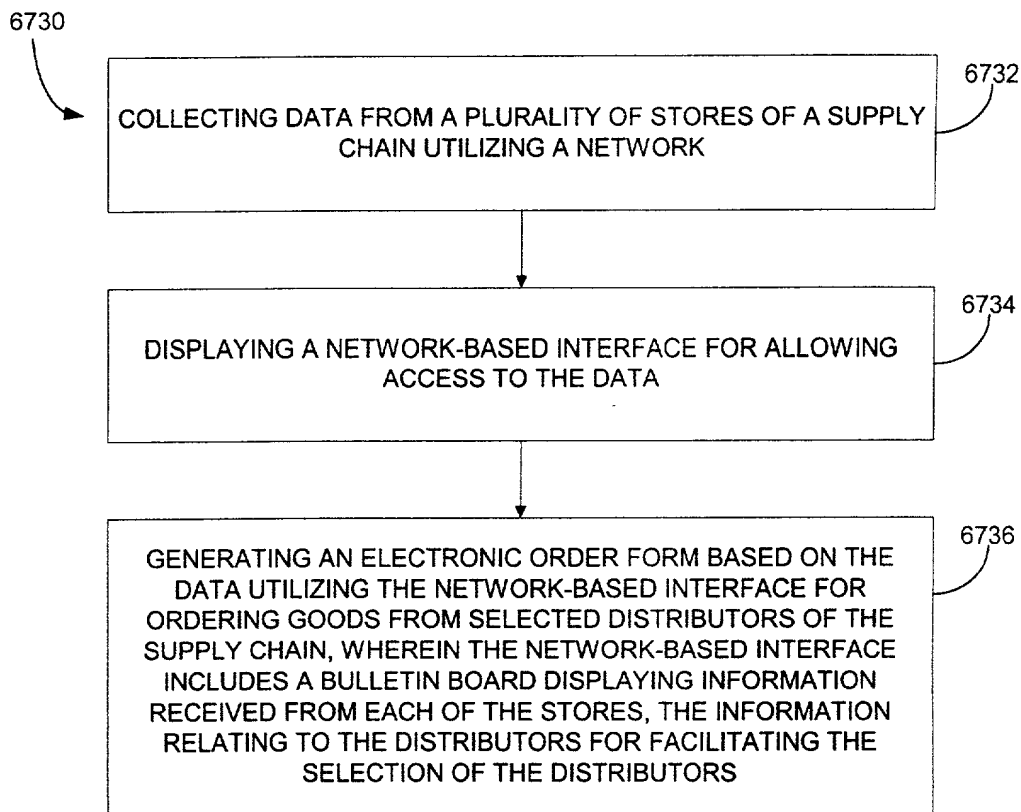 6730
6732
COLLECTING DATA FROM A PLURALITY OF STORES OF A SUPPLY
CHAIN UTILIZING A NETWORK
6734
DISPLAYING A NETWORK-BASED INTERFACE FOR ALLOWING
ACCESS TO THE DATA
6736
GENERATING AN ELECTRONIC ORDER FORM BASED ON THE
DATA UTILIZING THE NETWORK-BASED INTERFACE FOR
ORDERING GOODS FROM SELECTED DISTRIBUTORS OF THE
SUPPLY CHAIN, WHEREIN THE NETWORK-BASED INTERFACE
INCLUDES A BULLETIN BOARD DISPLAYING INFORMATION
RECEIVED FROM EACH OF THE STORES, THE INFORMATION
RELATING TO THE DISTRIBUTORS FOR FACILITATING THE
SELECTION OF THE DISTRIBUTORS